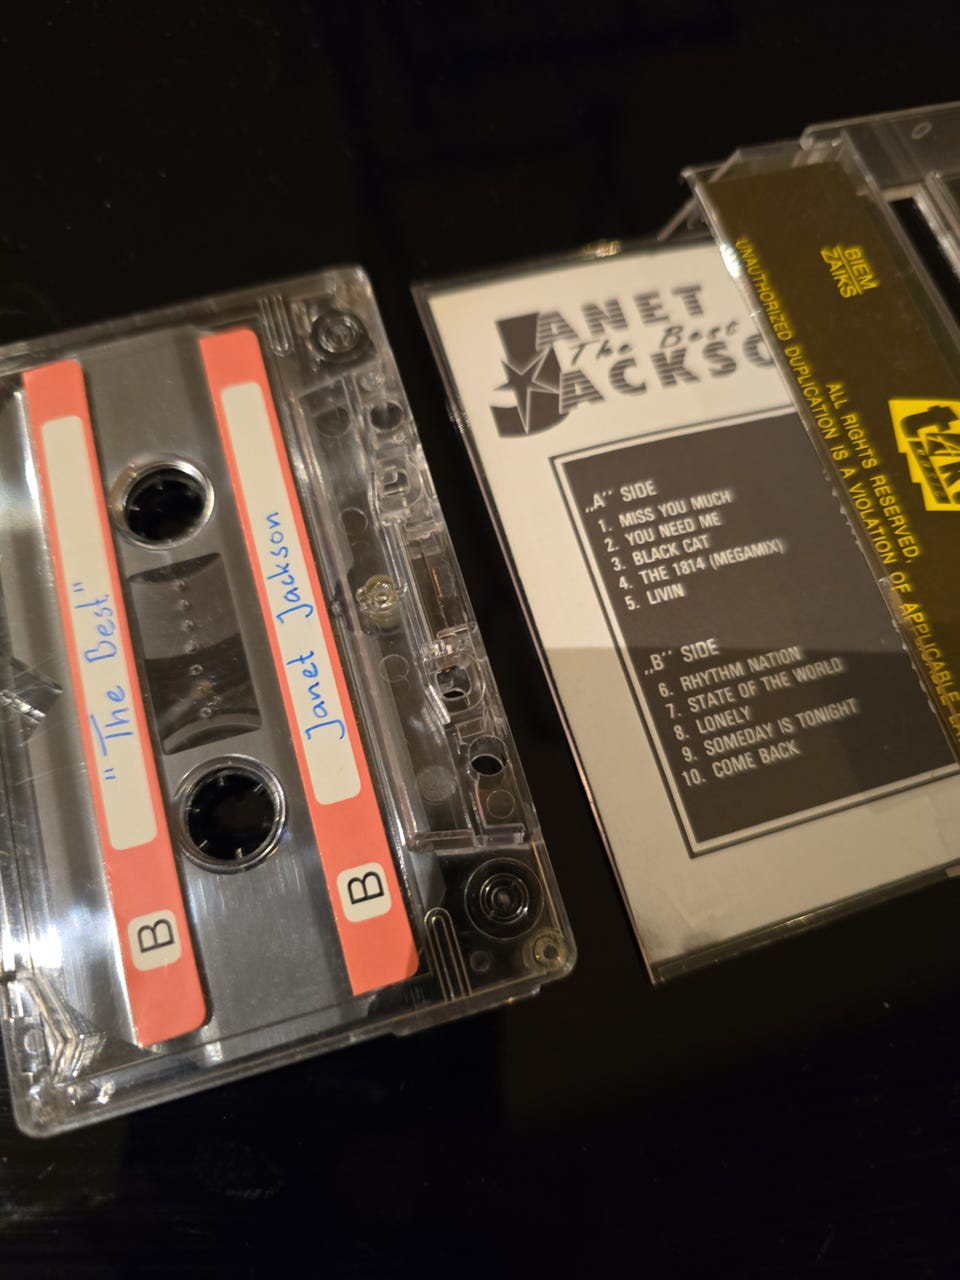 "The Best"
Janet Jackson
B
B
JANET
The Best
JACKSO
„A‟ SIDE
1. MISS YOU MUCH
2. YOU NEED ME
3. BLACK CAT
4. THE 1814 (MEGAMIX)
5. LIVIN
„B‟ SIDE
6. RHYTHM NATION
7. STATE OF THE WORLD
8. LONELY
9. SOMEDAY IS TONIGHT
10. COME BACK
BIEM
ZAIKS
ALL RIGHTS RESERVED,
UNAUTHORIZED DUPLICATION IS A VIOLATION OF APPLICABLE